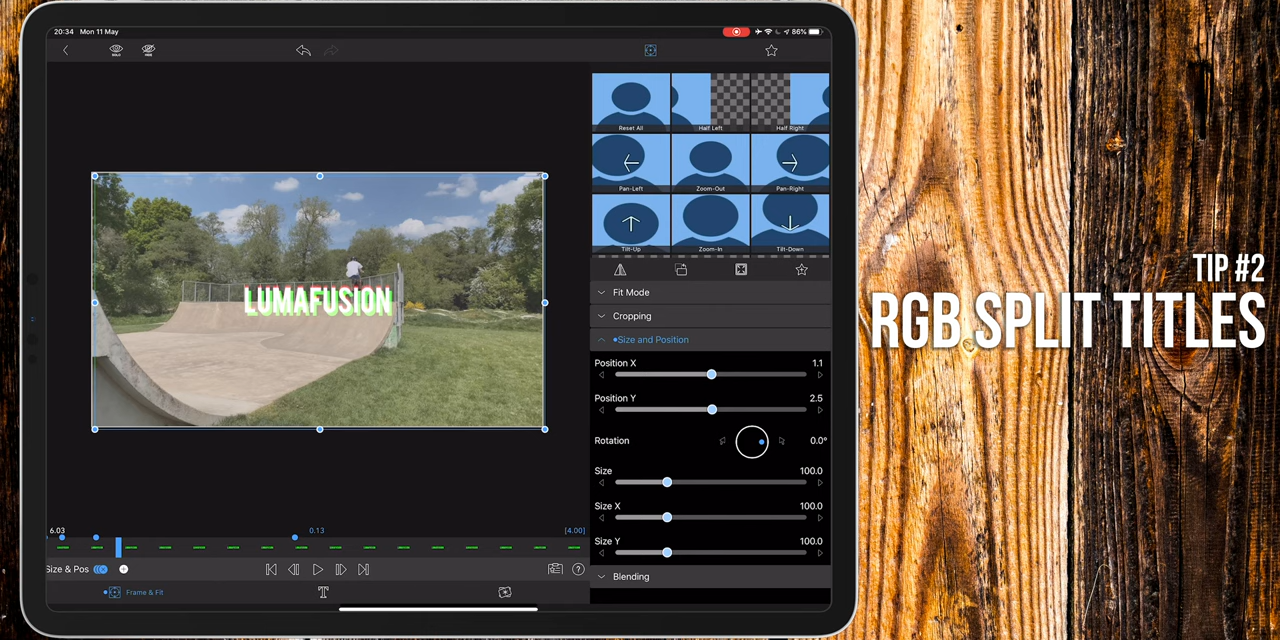 20:34 Mon 11 May
86%
SOLO
HIDE
Reset All
Half Left
Half Right
Pan-Left
Zoom-Out
Pan-Right
Tilt-Up
Zoom-In
Tilt-Down
Fit Mode
Cropping
Size and Position
Position X 1.1
Position Y 2.5
Rotation 0.0°
Size 100.0
Size X 100.0
Size Y 100.0
Blending
LUMAFUSION
6.03
0.13
[4.00]
Size & Pos
Frame & Fit
T
?
TIP #2
RGB SPLIT TITLES